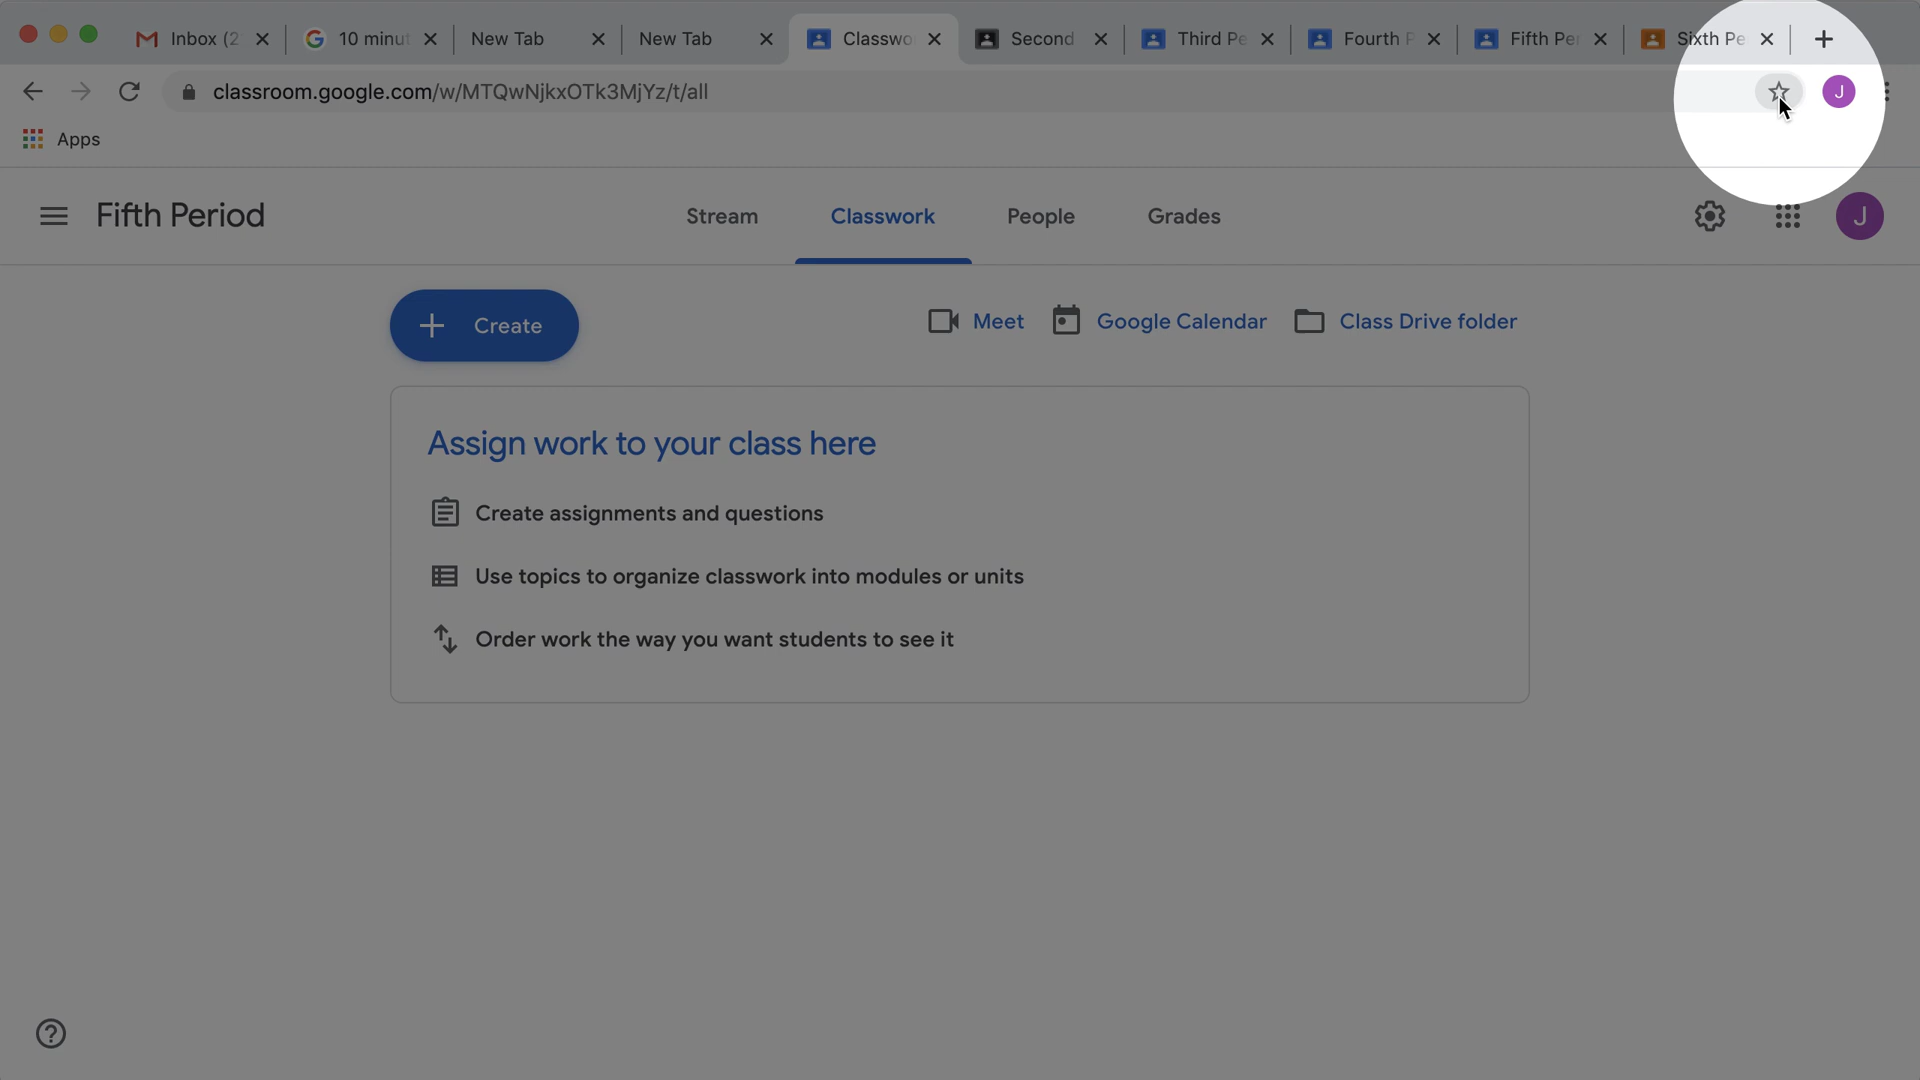 Inbox (2 10 minut New Tab New Tab Classwo Second Third Pe Fourth P Fifth Per Sixth Pe
classroom.google.com/w/MTQwNjkxOTk3MjYz/t/all J
Apps
Fifth Period Stream Classwork People Grades J
Create Meet Google Calendar Class Drive folder
Assign work to your class here
Create assignments and questions
Use topics to organize classwork into modules or units
Order work the way you want students to see it